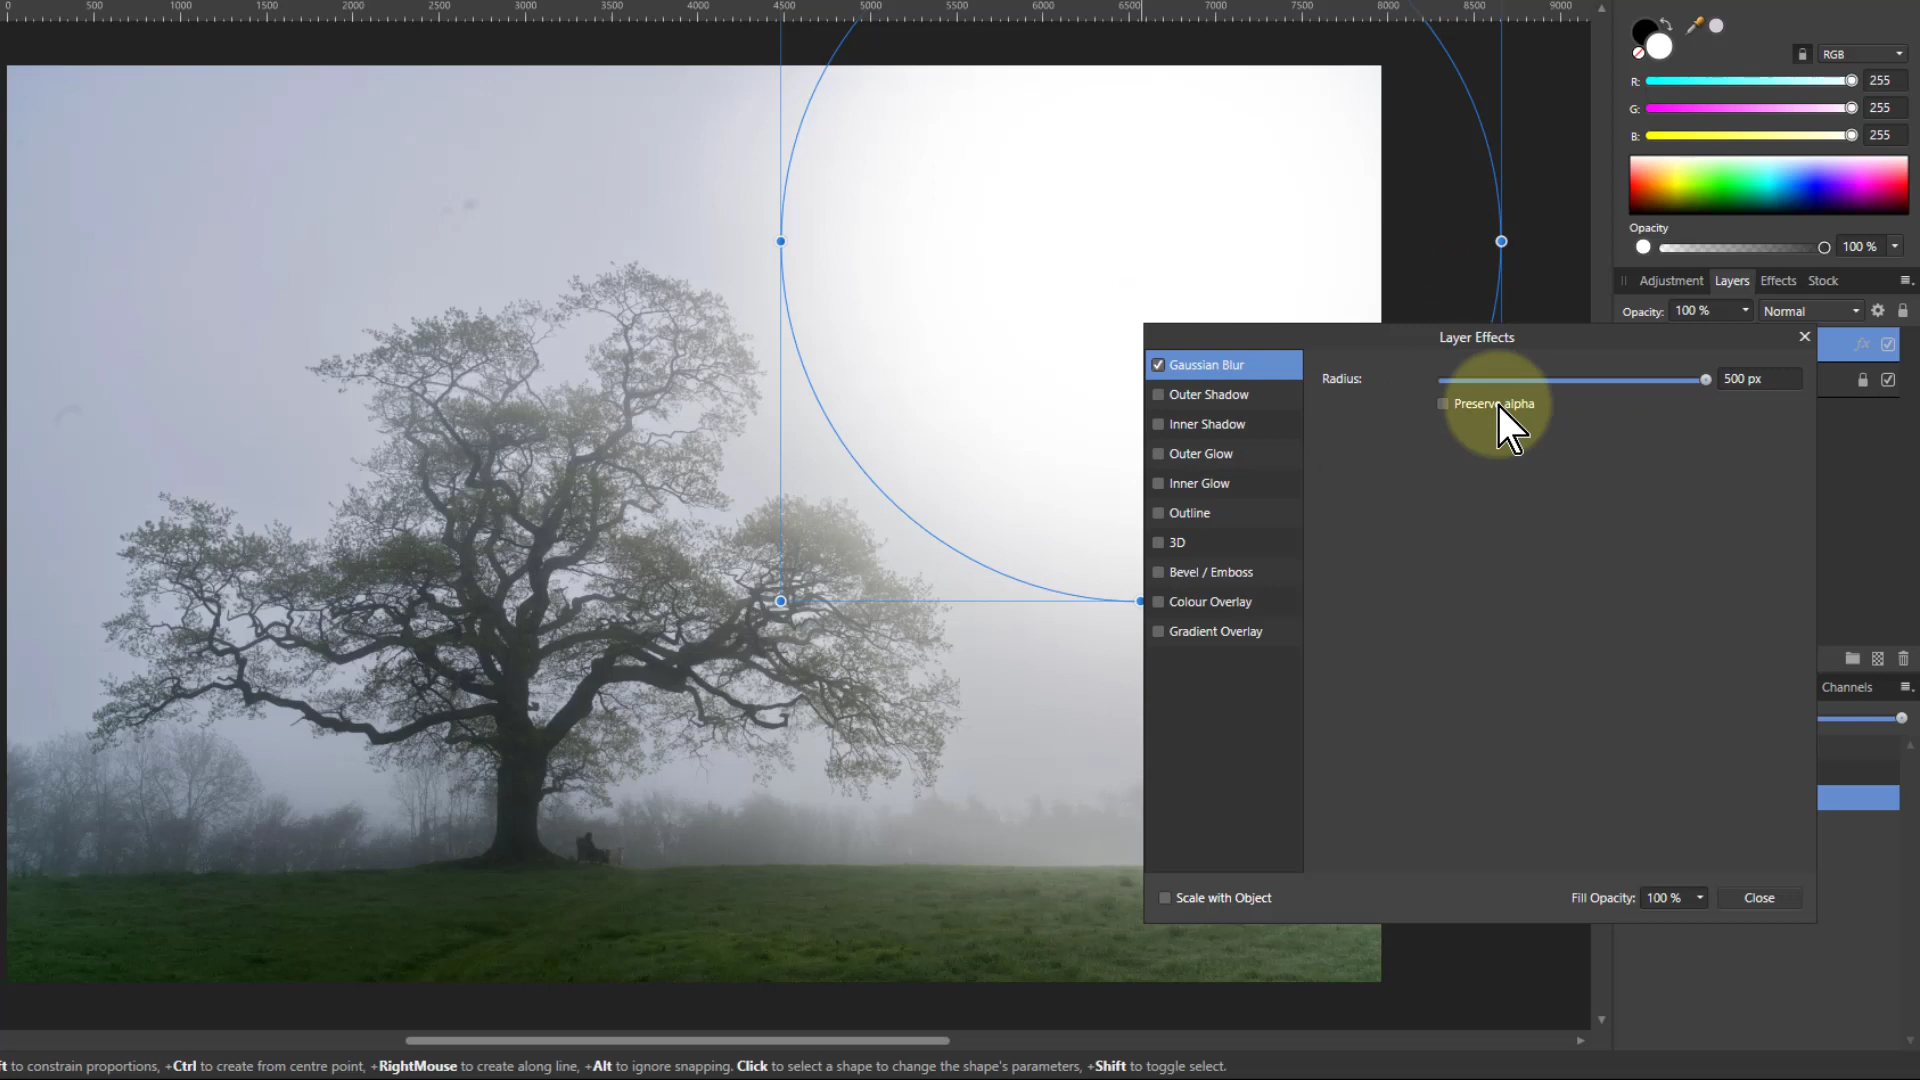 0 500 1000 1500 2000 2500 3000 3500 4000 4500 5000 5500 6000 6500 7000 7500 8000 8500 9000
RGB
R: 255
G: 255
B: 255
Opacity
100 %
Adjustment Layers Effects Stock
Opacity: 100 % Normal
Layer Effects
fx
Gaussian Blur
Radius: 500 px
Outer Shadow
Preserve alpha
Inner Shadow
Outer Glow
Inner Glow
Outline
3D
Bevel / Emboss
Colour Overlay
Gradient Overlay
Channels
Scale with Object
Fill Opacity: 100 % Close
ft to constrain proportions, +Ctrl to create from centre point, +RightMouse to create along line, +Alt to ignore snapping. Click to select a shape to change the shape's parameters, +Shift to toggle select.